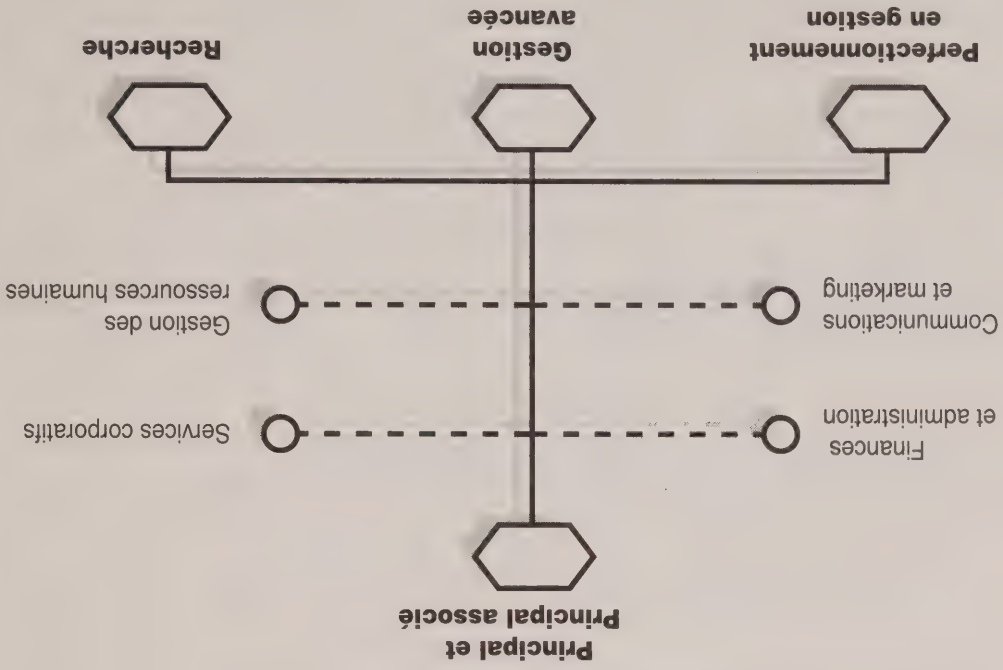 Principal et
Principal associé
Finances
et administration
Services corporatifs
Communications
et marketing
Gestion des
ressources humaines
Perfectionnement
en gestion
Gestion
avancée
Recherche